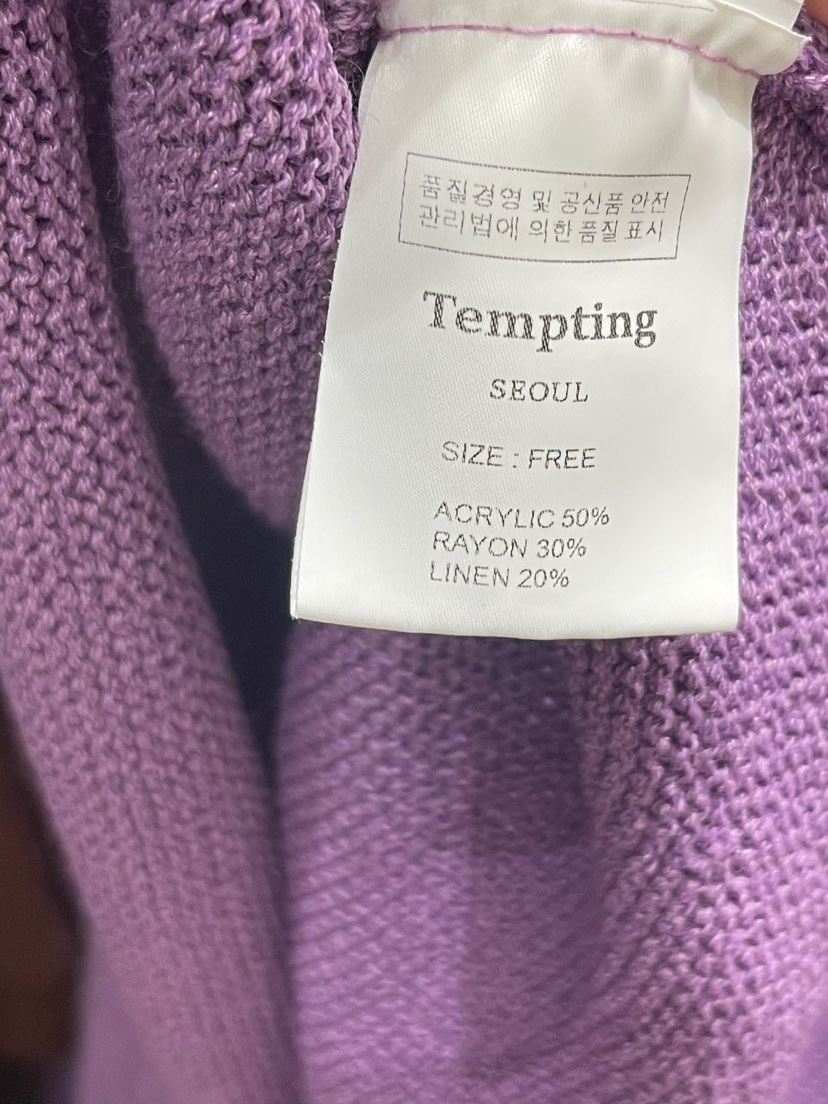 품질경영 및 공신품 안전
관리법에 의한 품질 표시
Tempting
SEOUL
SIZE : FREE
ACRYLIC 50%
RAYON 30%
LINEN 20%